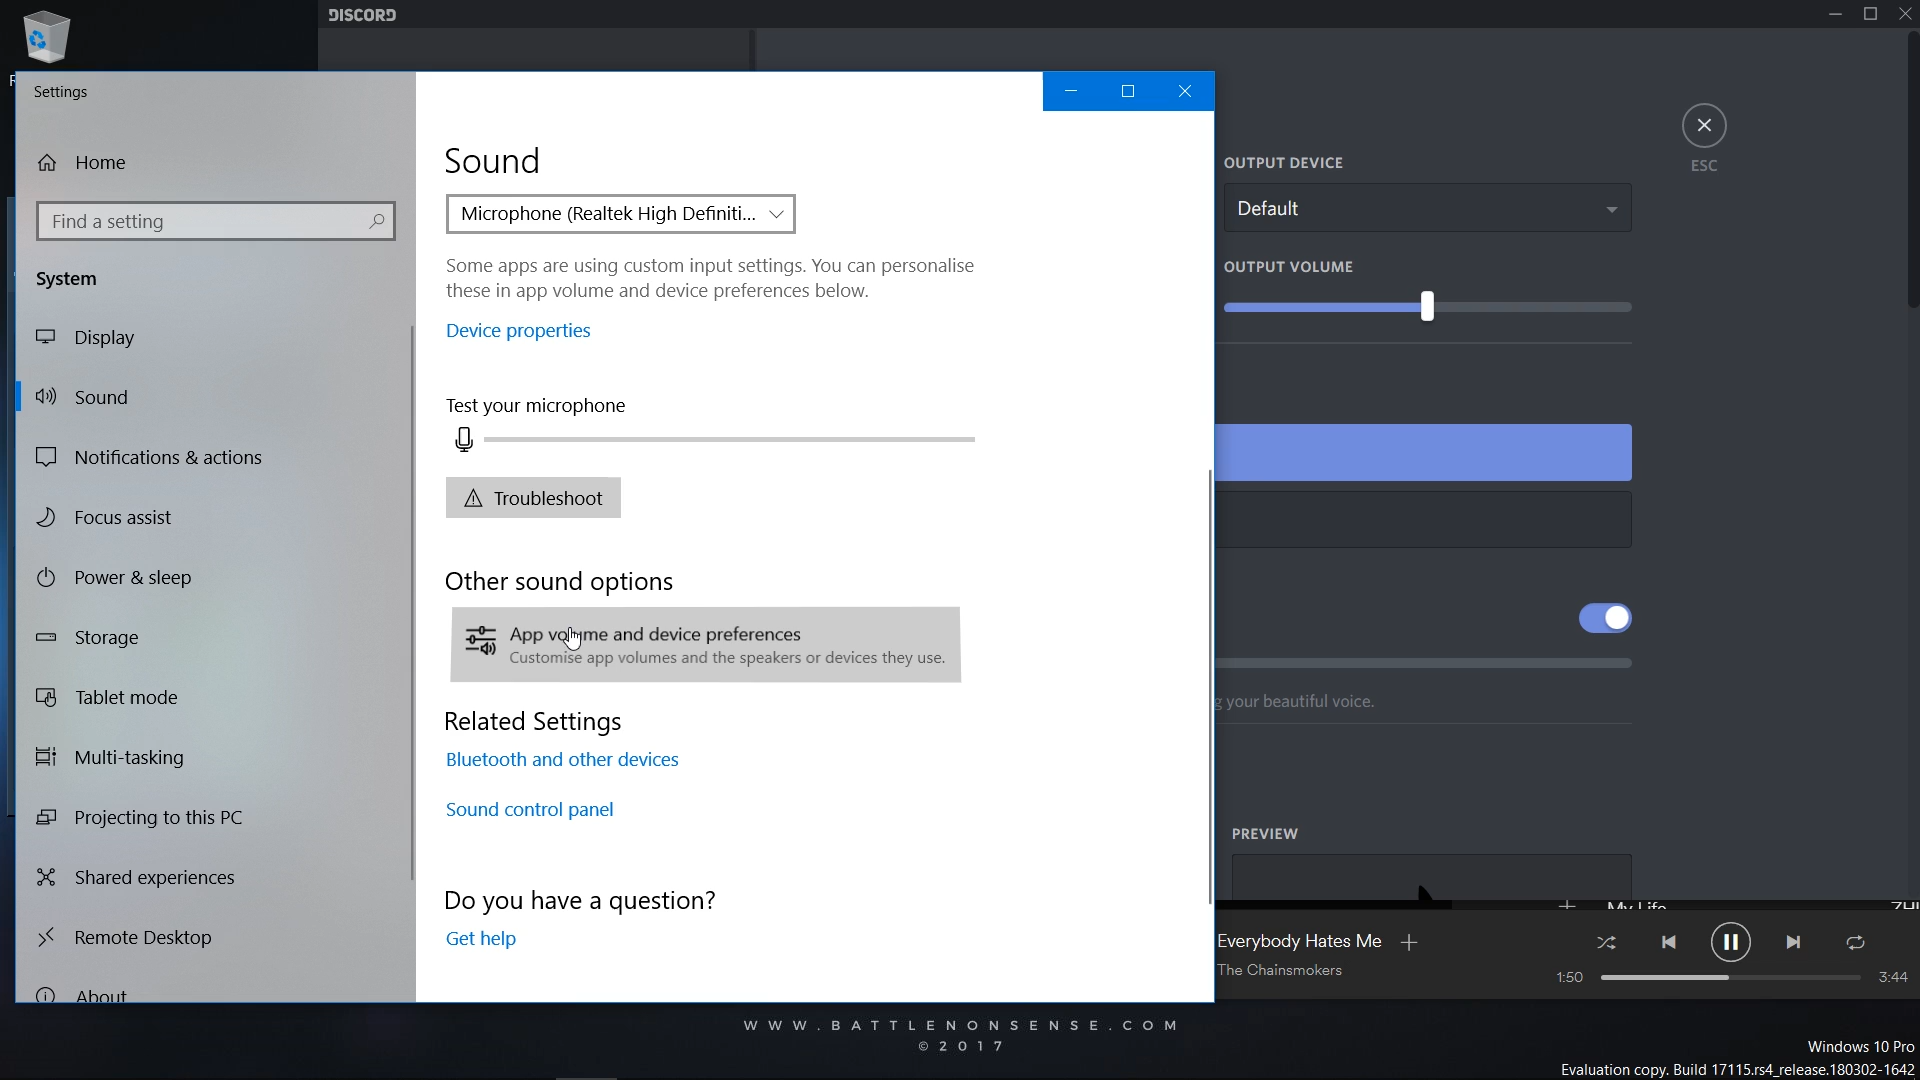 DISCORD
Settings
Home
Find a setting
System
Display
Sound
Notifications & actions
Focus assist
Power & sleep
Storage
Tablet mode
Multi-tasking
Projecting to this PC
Shared experiences
Remote Desktop
About
Sound
Microphone (Realtek High Definiti...
Some apps are using custom input settings. You can personalise
these in app volume and device preferences below.
Device properties
Test your microphone
Troubleshoot
Other sound options
App volume and device preferences
Customise app volumes and the speakers or devices they use.
Related Settings
Bluetooth and other devices
Sound control panel
Do you have a question?
Get help
ESC
OUTPUT DEVICE
Default
OUTPUT VOLUME
g your beautiful voice.
PREVIEW
My Life
ZHU
Everybody Hates Me
The Chainsmokers
1:50
3:44
WWW.BATTLENONSENSE.COM
© 2017
Windows 10 Pro
Evaluation copy. Build 17115.rs4_release.180302-1642